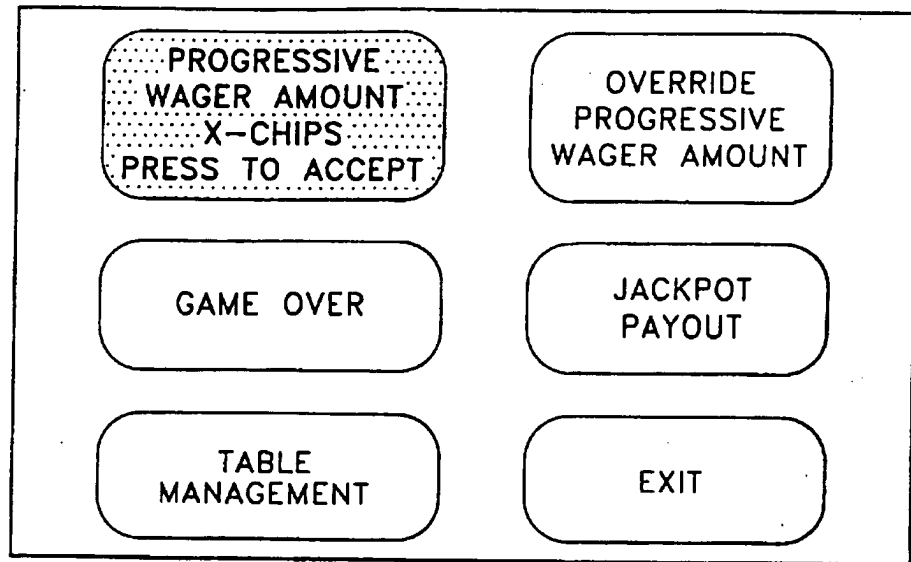 PROGRESSIVE
WAGER AMOUNT
X-CHIPS
PRESS TO ACCEPT
OVERRIDE
PROGRESSIVE
WAGER AMOUNT
GAME OVER
JACKPOT
PAYOUT
TABLE
MANAGEMENT
EXIT